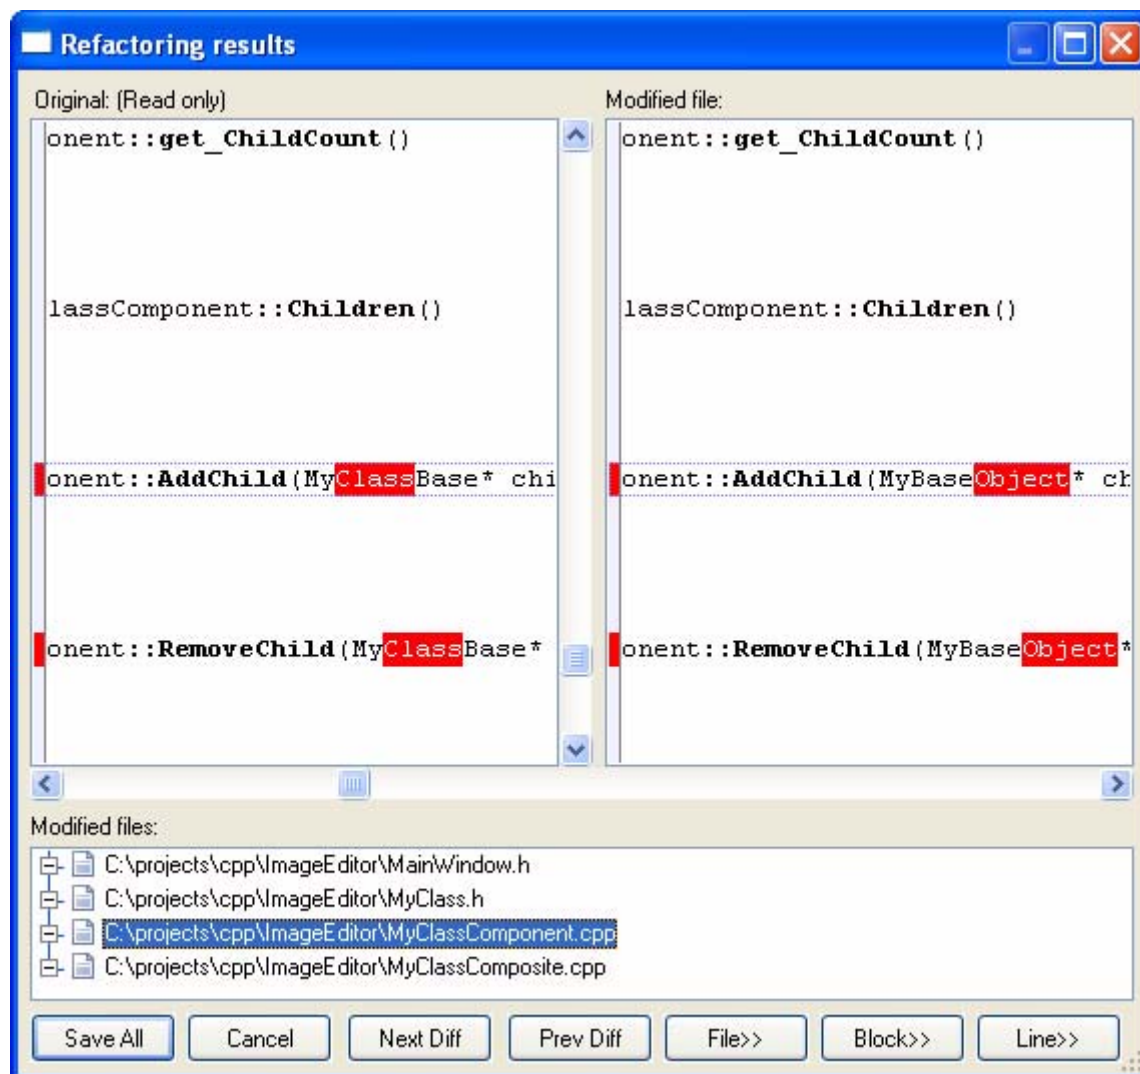 Refactoring results
Original: (Read only)
Modified file:
onent::get_ChildCount()
onent::get_ChildCount()
lassComponent::Children()
lassComponent::Children()
onent::AddChild(MyClassBase* chi
onent::AddChild(MyBaseObject* ch
onent::RemoveChild(MyClassBase*
onent::RemoveChild(MyBaseObject*
Modified files:
C:\projects\cpp\ImageEditor\MainWindow.h
C:\projects\cpp\ImageEditor\MyClass.h
C:\projects\cpp\ImageEditor\MyClassComponent.cpp
C:\projects\cpp\ImageEditor\MyClassComposite.cpp
Save All
Cancel
Next Diff
Prev Diff
File>>
Block>>
Line>>